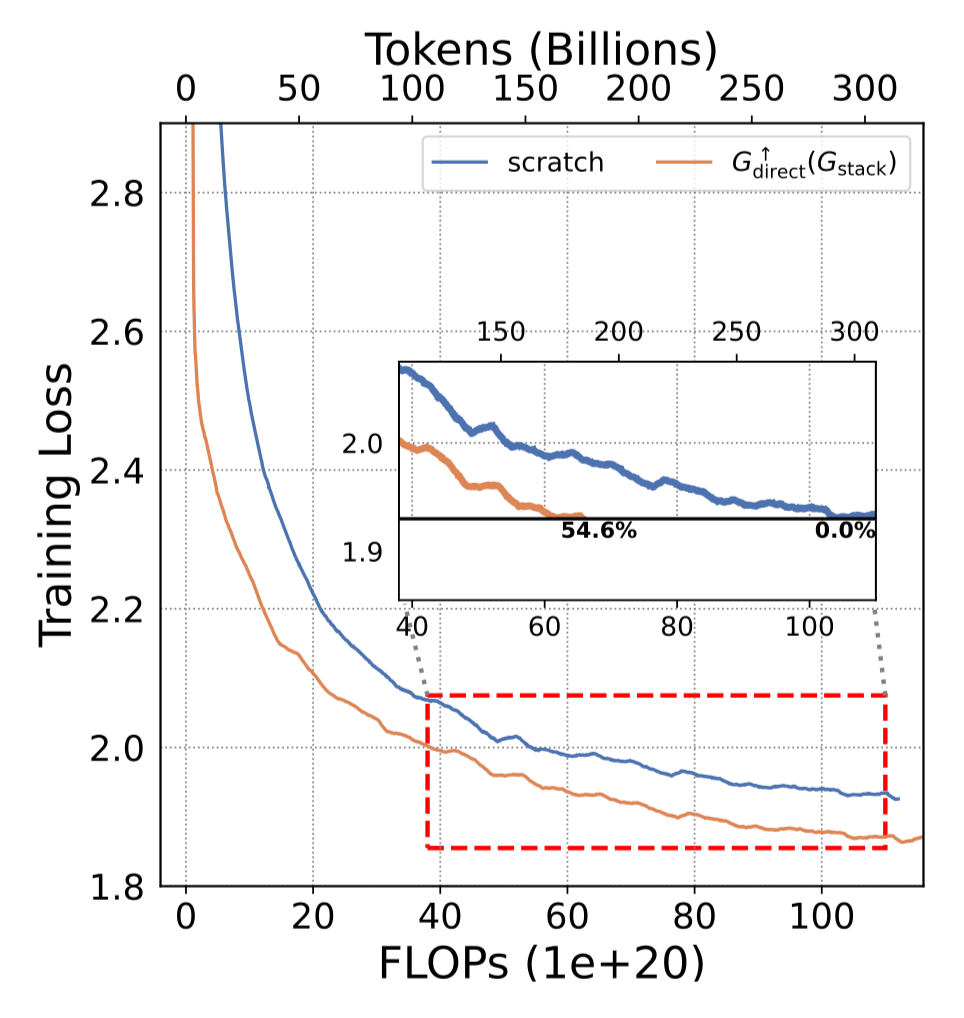 Tokens (Billions)
0 50 100 150 200 250 300
scratch G↑direct(Gstack)
2.8
2.6
2.4
2.2
2.0
1.8
Training Loss
150 200 250 300
2.0
1.9
54.6% 0.0%
40 60 80 100
0 20 40 60 80 100
FLOPs (1e+20)